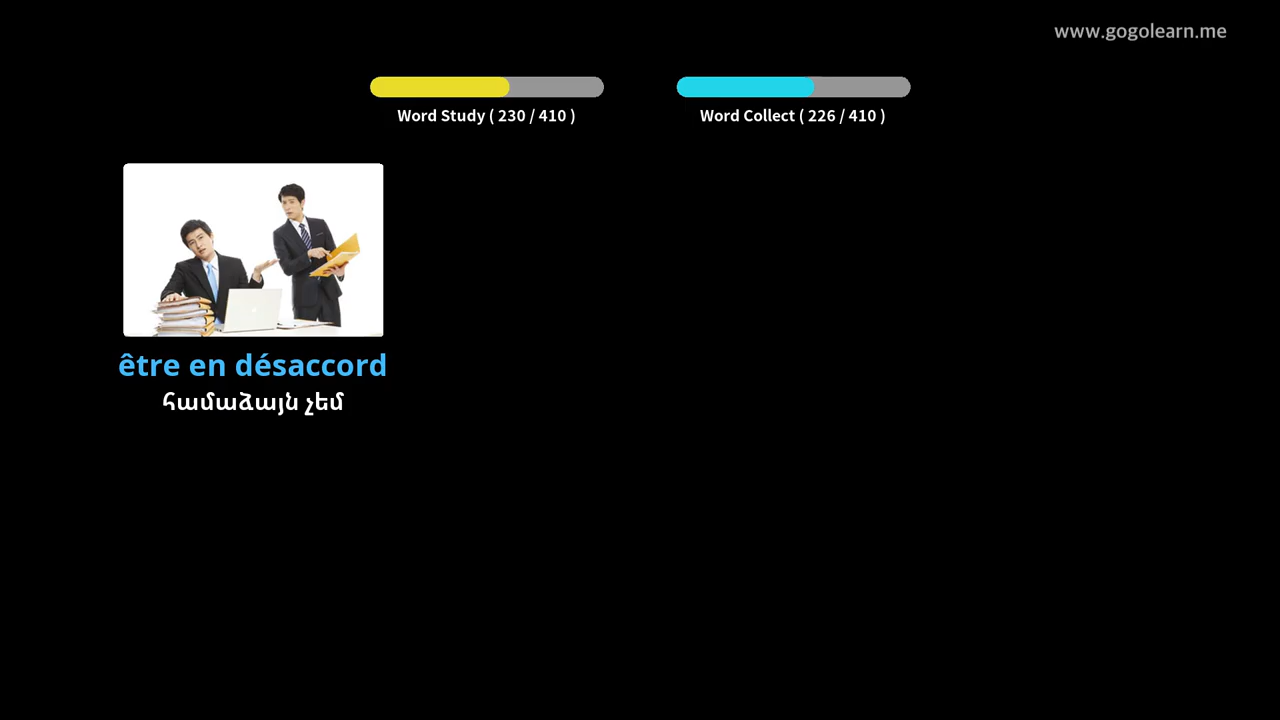 www.gogolearn.me
Word Study ( 230 / 410 )
Word Collect ( 226 / 410 )
être en désaccord
համաձայն չեմ